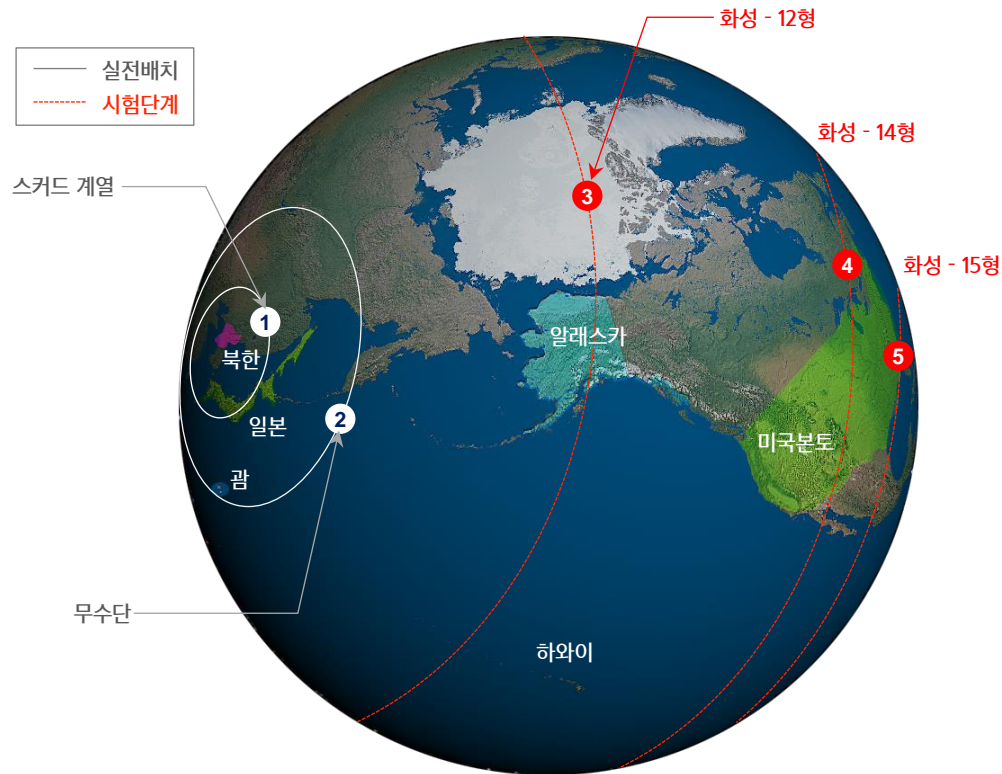 화성 - 12형
실전배치
시험단계
화성 - 14형
스커드 계열
3
화성 - 15형
4
1
알래스카
북한
5
2
일본
미국본토
괌
무수단
하와이